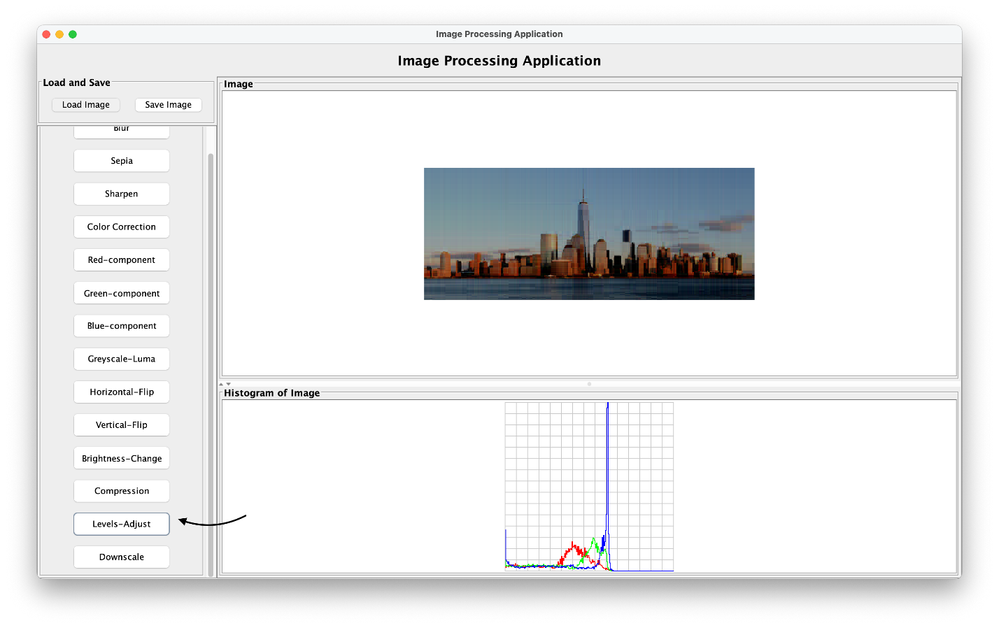 Image Processing Application
Image Processing Application
Load and Save
Load Image
Save Image
Blur
Sepia
Sharpen
Color Correction
Red-component
Green-component
Blue-component
Greyscale-Luma
Horizontal-Flip
Vertical-Flip
Brightness-Change
Compression
Levels-Adjust
Downscale
Image
Histogram of Image